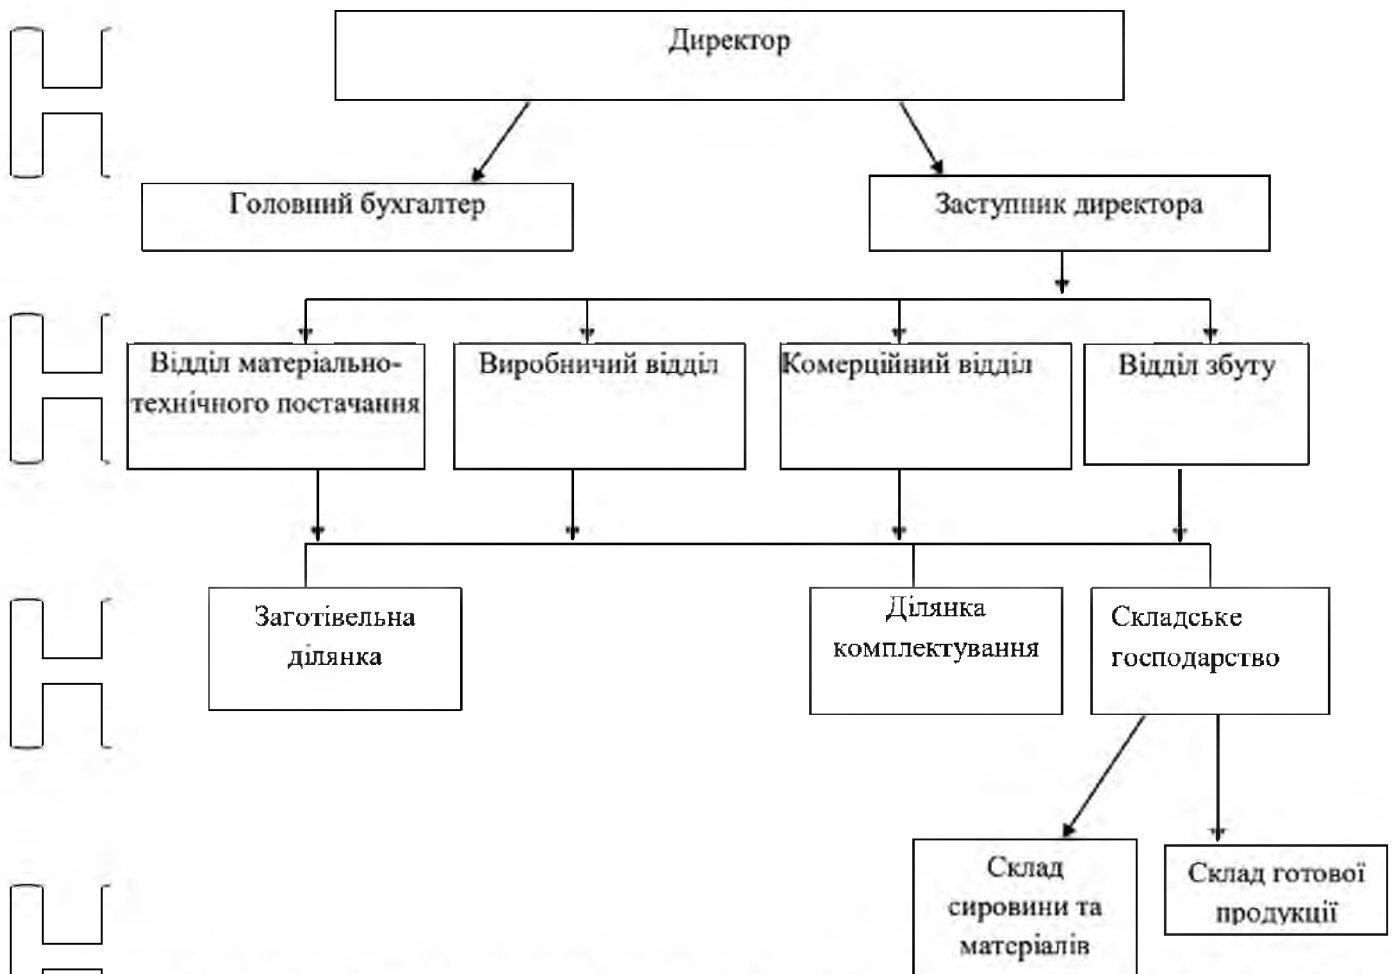 Директор
Головний бухгалтер
Заступник директора
Відділ матеріально-
технічного постачання
Виробничий відділ
Комерційний відділ
Відділ збуту
Заготівельна
ділянка
Ділянка
комплектування
Складське
господарство
Склад
сировини та
матеріалів
Склад готової
продукції